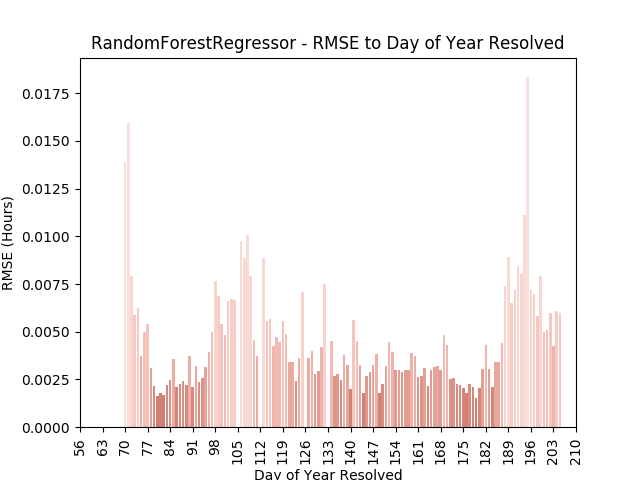 RandomForestRegressor - RMSE to Day of Year Resolved
RMSE (Hours)
0.0175
0.0150
0.0125
0.0100
0.0075
0.0050
0.0025
0.0000
56 63 70 77 84 91 98 105 112 119 126 133 140 147 154 161 168 175 182 189 196 203 210
Day of Year Resolved